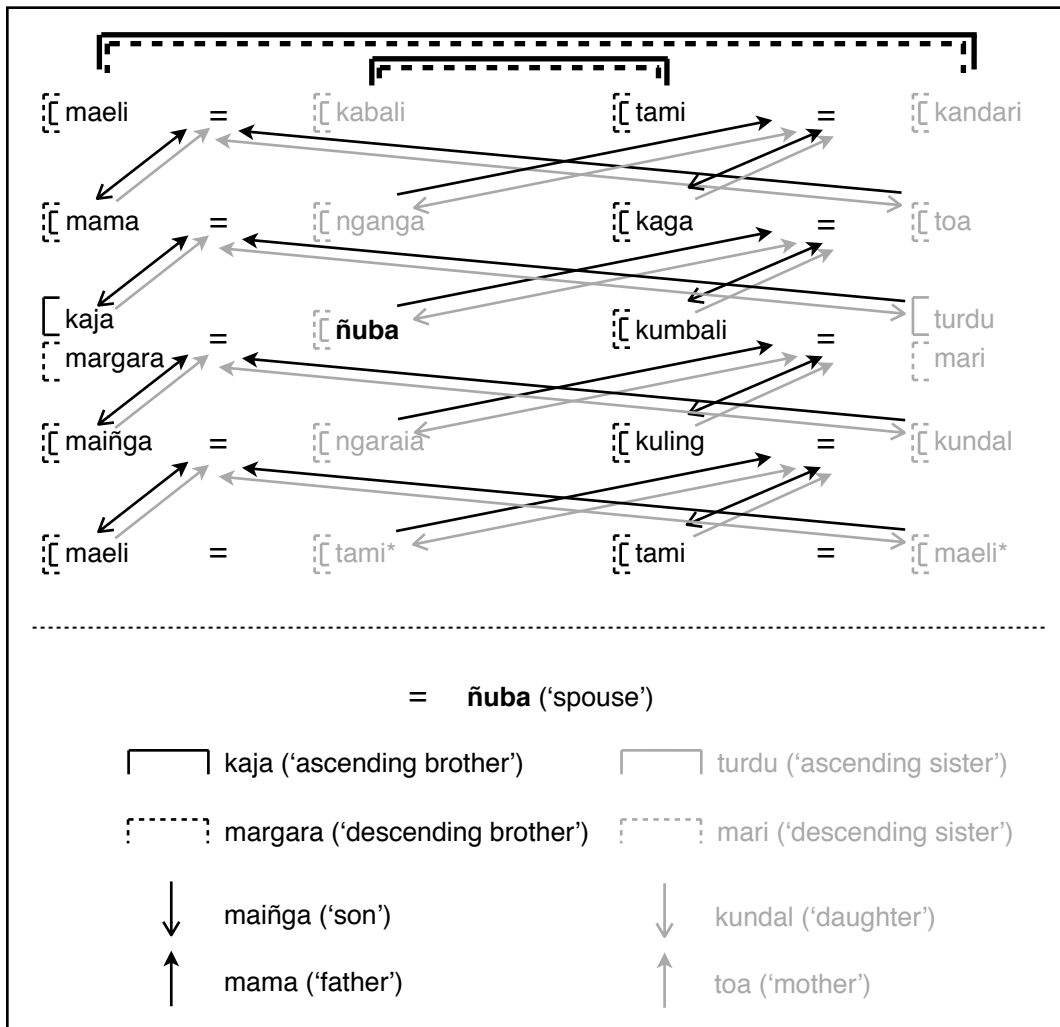 maeli = kabali tami = kandari
mama = nganga kaga = toa
kaja turdu
= ñuba kumbali =
margara mari
maiñga = ngaraia kuling = kundal
maeli = tami* tami = maeli*
= ñuba (‘spouse’)
kaja (‘ascending brother’) turdu (‘ascending sister’)
margara (‘descending brother’) mari (‘descending sister’)
maiñga (‘son’) kundal (‘daughter’)
mama (‘father’) toa (‘mother’)